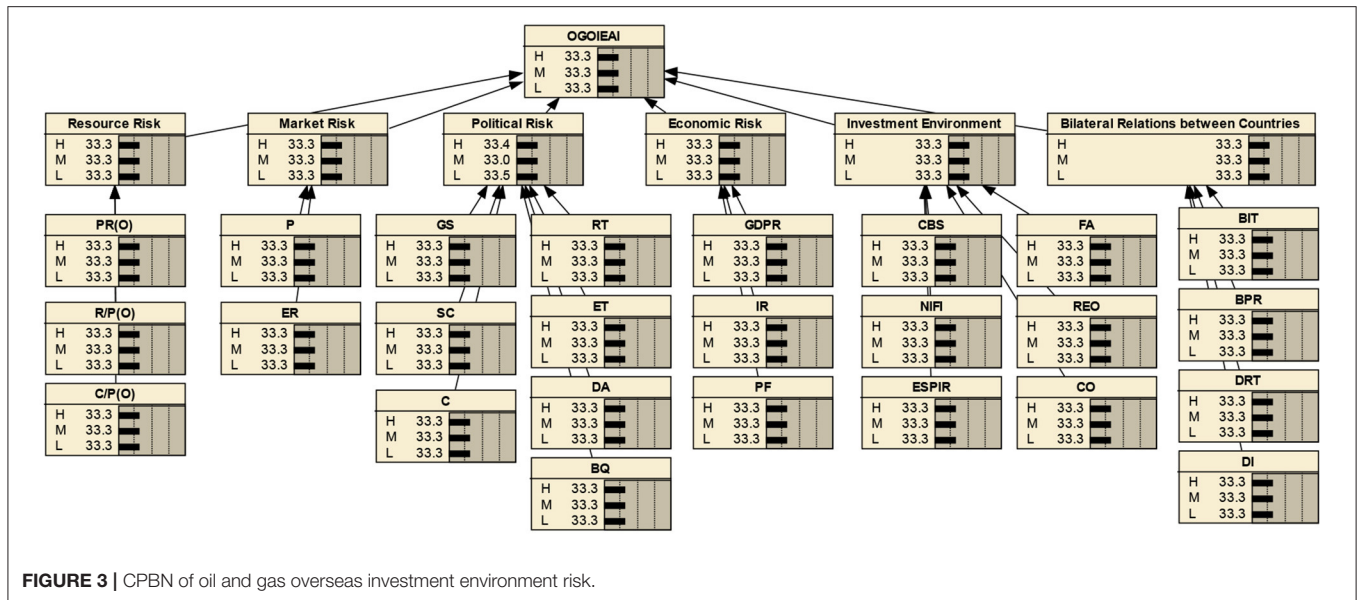 OGOIEAI
H 33.3
M 33.3
L 33.3
Resource Risk
H 33.3
M 33.3
L 33.3
Market Risk
H 33.3
M 33.3
L 33.3
Political Risk
H 33.4
M 33.0
L 33.5
Economic Risk
H 33.3
M 33.3
L 33.3
Investment Environment
H 33.3
M 33.3
L 33.3
Bilateral Relations between Countries
H 33.3
M 33.3
L 33.3
PR(O)
H 33.3
M 33.3
L 33.3
R/P(O)
H 33.3
M 33.3
L 33.3
C/P(O)
H 33.3
M 33.3
L 33.3
P
H 33.3
M 33.3
L 33.3
ER
H 33.3
M 33.3
L 33.3
GS
H 33.3
M 33.3
L 33.3
SC
H 33.3
M 33.3
L 33.3
C
H 33.3
M 33.3
L 33.3
RT
H 33.3
M 33.3
L 33.3
ET
H 33.3
M 33.3
L 33.3
DA
H 33.3
M 33.3
L 33.3
BQ
H 33.3
M 33.3
L 33.3
GDPR
H 33.3
M 33.3
L 33.3
IR
H 33.3
M 33.3
L 33.3
PF
H 33.3
M 33.3
L 33.3
CBS
H 33.3
M 33.3
L 33.3
NIFI
H 33.3
M 33.3
L 33.3
ESPIR
H 33.3
M 33.3
L 33.3
FA
H 33.3
M 33.3
L 33.3
REO
H 33.3
M 33.3
L 33.3
CO
H 33.3
M 33.3
L 33.3
BIT
H 33.3
M 33.3
L 33.3
BPR
H 33.3
M 33.3
L 33.3
DRT
H 33.3
M 33.3
L 33.3
DI
H 33.3
M 33.3
L 33.3
FIGURE 3 | CPBN of oil and gas overseas investment environment risk.